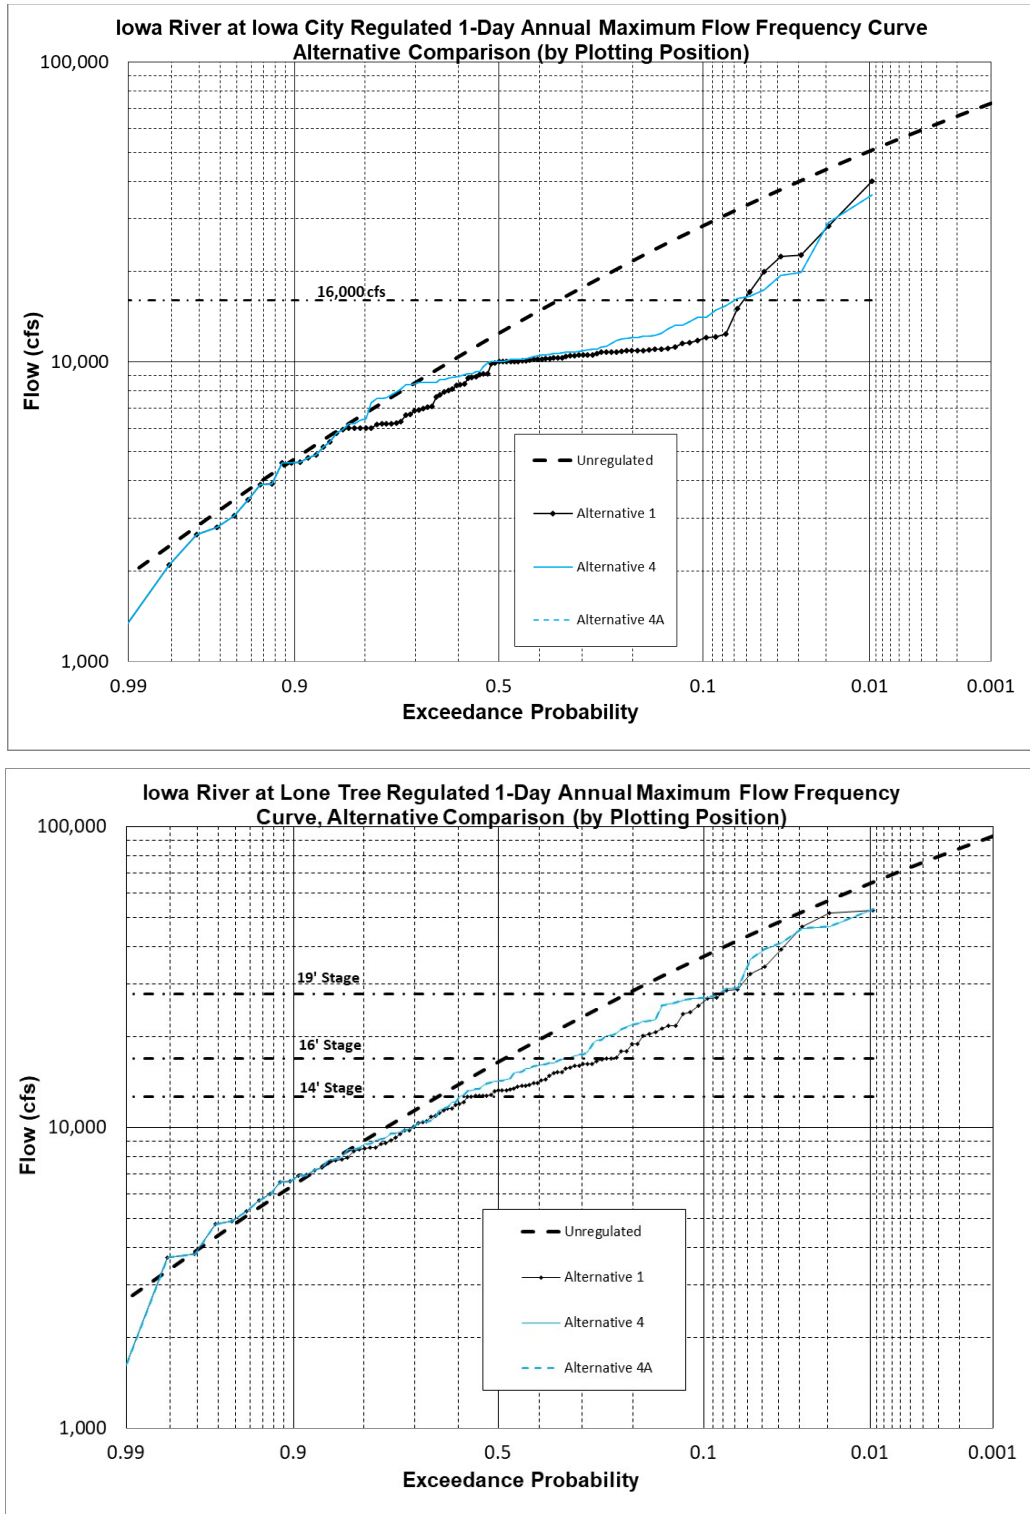 Iowa River at Iowa City Regulated 1-Day Annual Maximum Flow Frequency Curve
Alternative Comparison (by Plotting Position)
100,000
16,000 cfs
10,000
Flow (cfs)
Unregulated
Alternative 1
Alternative 4
Alternative 4A
1,000
0.99 0.9 0.5 0.1 0.01 0.001
Exceedance Probability
Iowa River at Lone Tree Regulated 1-Day Annual Maximum Flow Frequency
Curve, Alternative Comparison (by Plotting Position)
100,000
19' Stage
16' Stage
14' Stage
10,000
Flow (cfs)
Unregulated
Alternative 1
Alternative 4
Alternative 4A
1,000
0.99 0.9 0.5 0.1 0.01 0.001
Exceedance Probability